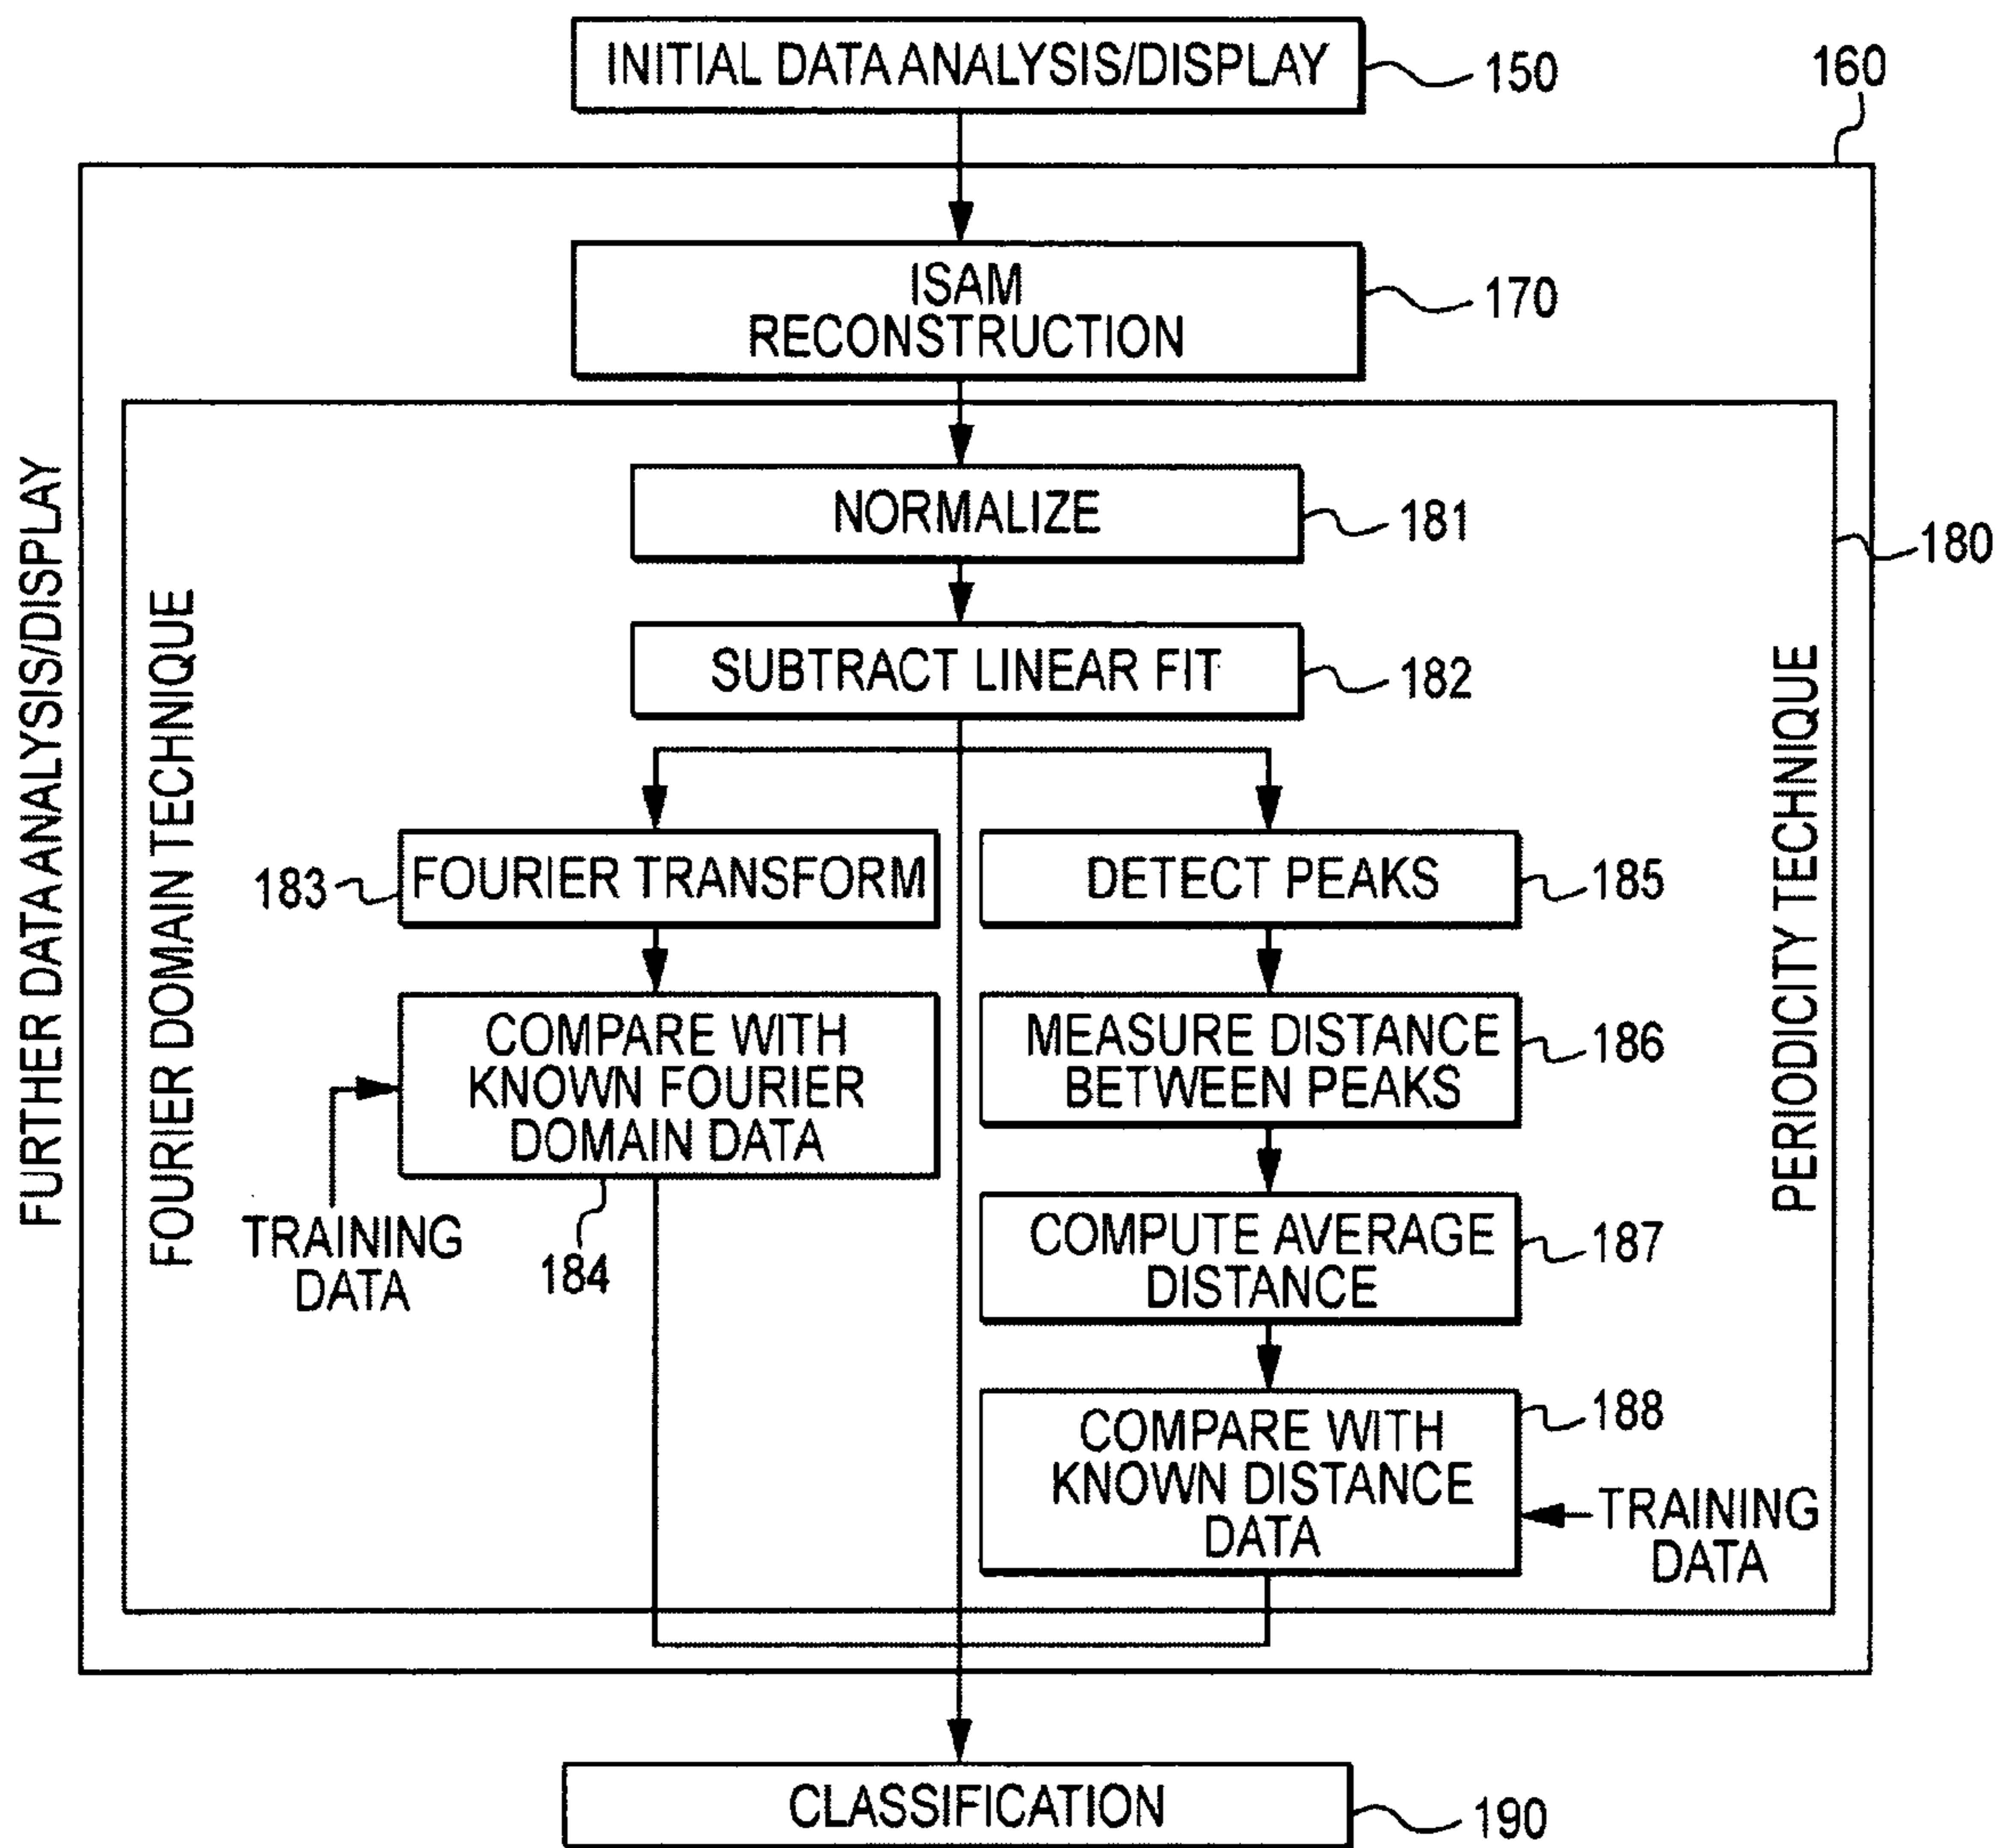 INITIAL DATA ANALYSIS/DISPLAY
150
160
ISAM
RECONSTRUCTION
170
FURTHER DATA ANALYSIS/DISPLAY
FOURIER DOMAIN TECHNIQUE
PERIODICITY TECHNIQUE
180
NORMALIZE
181
SUBTRACT LINEAR FIT
182
183
FOURIER TRANSFORM
DETECT PEAKS
185
COMPARE WITH
KNOWN FOURIER
DOMAIN DATA
184
TRAINING
DATA
MEASURE DISTANCE
BETWEEN PEAKS
186
COMPUTE AVERAGE
DISTANCE
187
COMPARE WITH
KNOWN DISTANCE
DATA
188
TRAINING
DATA
CLASSIFICATION
190